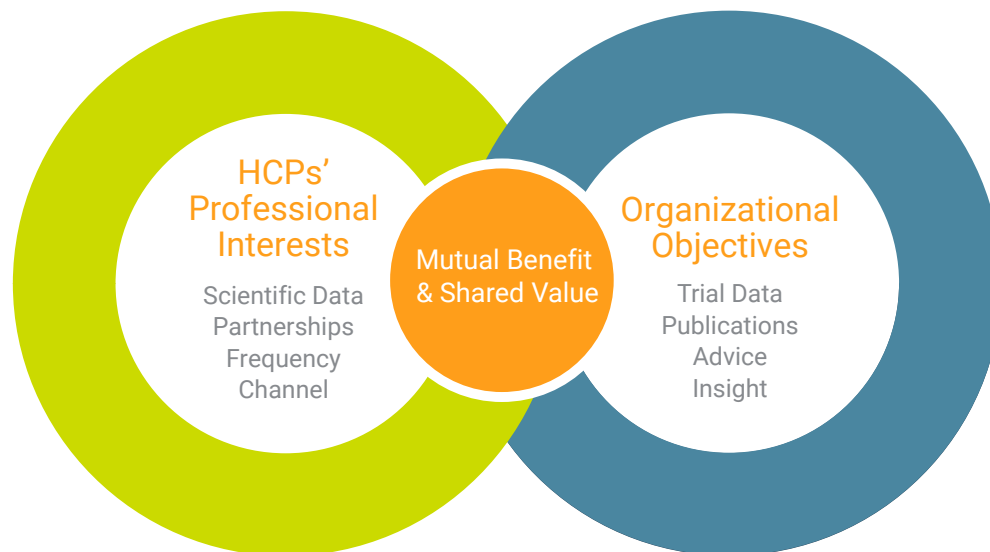 HCPs’
Professional
Interests
Scientific Data
Partnerships
Frequency
Channel
Mutual Benefit
& Shared Value
Organizational
Objectives
Trial Data
Publications
Advice
Insight